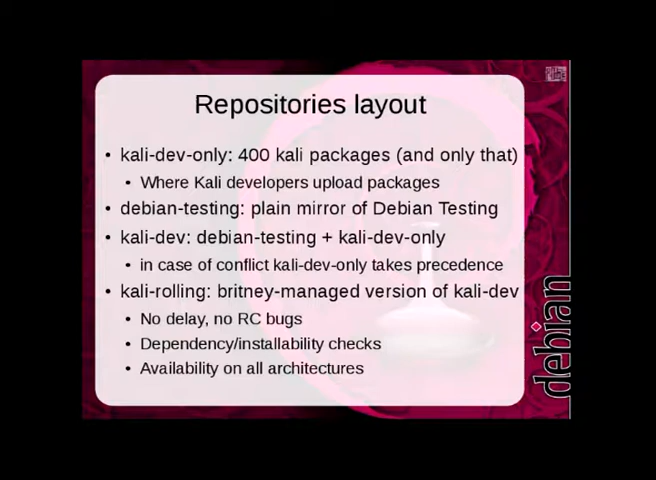 Repositories layout
• kali-dev-only: 400 kali packages (and only that)
• Where Kali developers upload packages
• debian-testing: plain mirror of Debian Testing
• kali-dev: debian-testing + kali-dev-only
• in case of conflict kali-dev-only takes precedence
• kali-rolling: britney-managed version of kali-dev
• No delay, no RC bugs
• Dependency/installability checks
• Availability on all architectures
debian